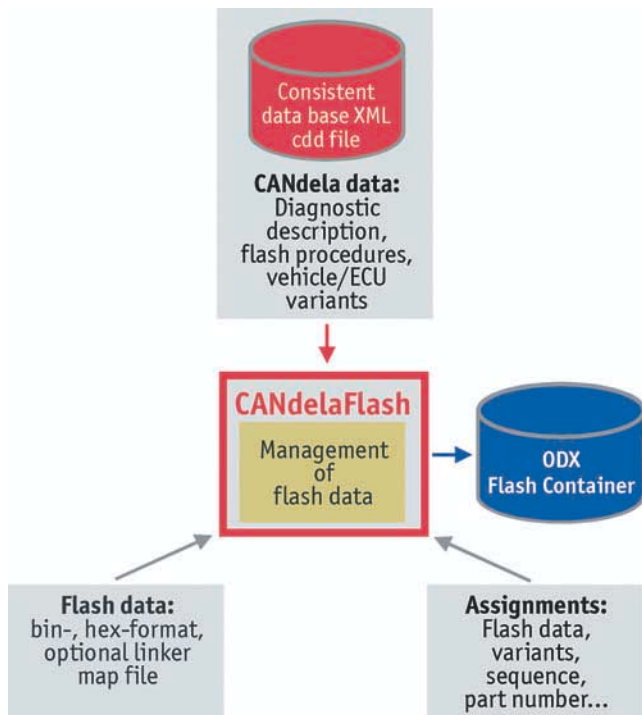 Consistent
data base XML
cdd file
CANdela data:
Diagnostic
description,
flash procedures,
vehicle/ECU
variants
CANdelaFlash
Management
of
flash data
ODX
Flash Container
Flash data:
bin-, hex-format,
optional linker
map file
Assignments:
Flash data,
variants,
sequence,
part number...